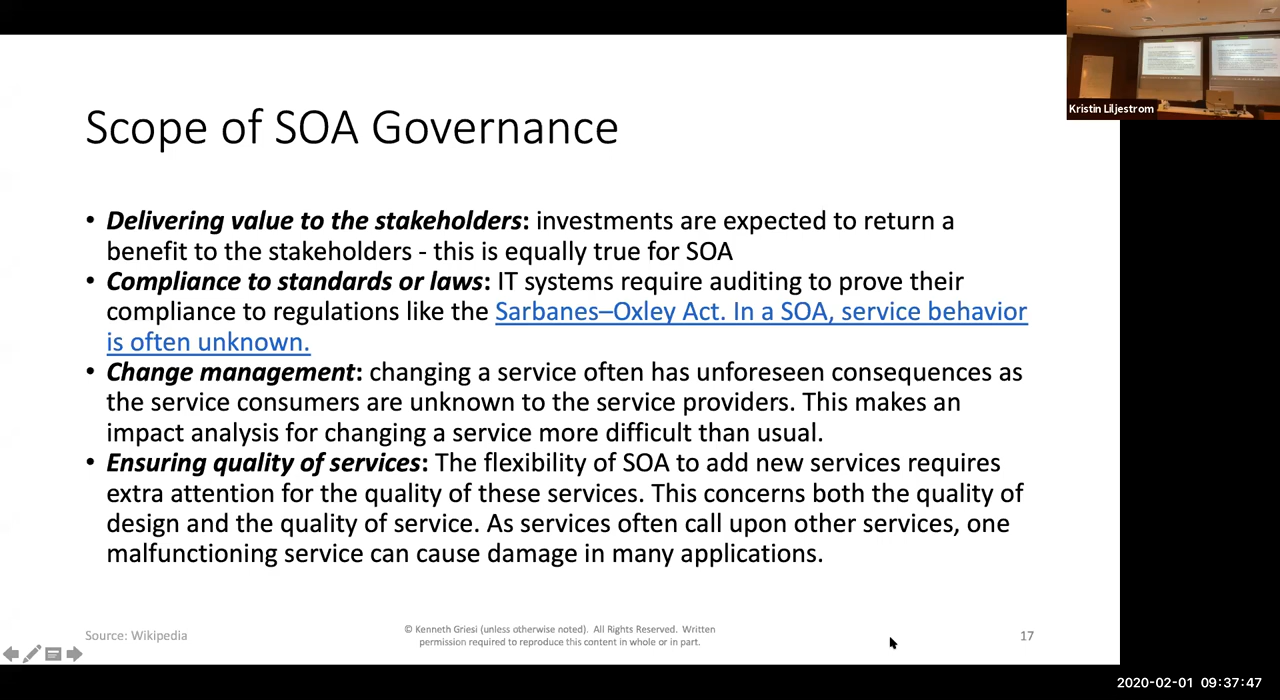 Kristin Liljestrom
Scope of SOA Governance
• Delivering value to the stakeholders: investments are expected to return a
benefit to the stakeholders - this is equally true for SOA
• Compliance to standards or laws: IT systems require auditing to prove their
compliance to regulations like the Sarbanes–Oxley Act. In a SOA, service behavior
is often unknown.
• Change management: changing a service often has unforeseen consequences as
the service consumers are unknown to the service providers. This makes an
impact analysis for changing a service more difficult than usual.
• Ensuring quality of services: The flexibility of SOA to add new services requires
extra attention for the quality of these services. This concerns both the quality of
design and the quality of service. As services often call upon other services, one
malfunctioning service can cause damage in many applications.
Source: Wikipedia
© Kenneth Griesi (unless otherwise noted). All Rights Reserved. Written
permission required to reproduce this content in whole or in part.
17
2020-02-01 09:37:47